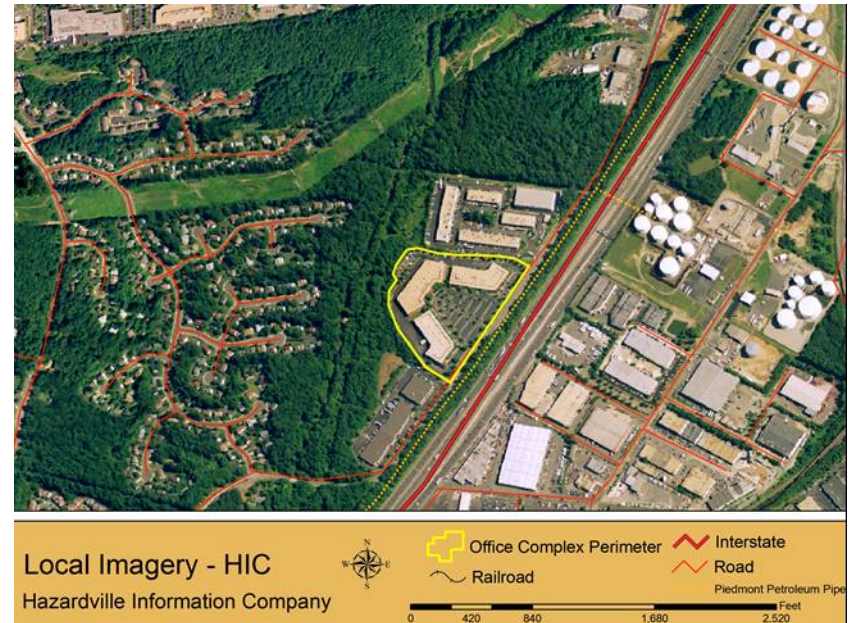 Local Imagery - HIC
Hazardville Information Company
N
W E
S
Office Complex Perimeter
Railroad
Interstate
Road
Piedmont Petroleum Pipe
Feet
0 420 840 1,680 2,520